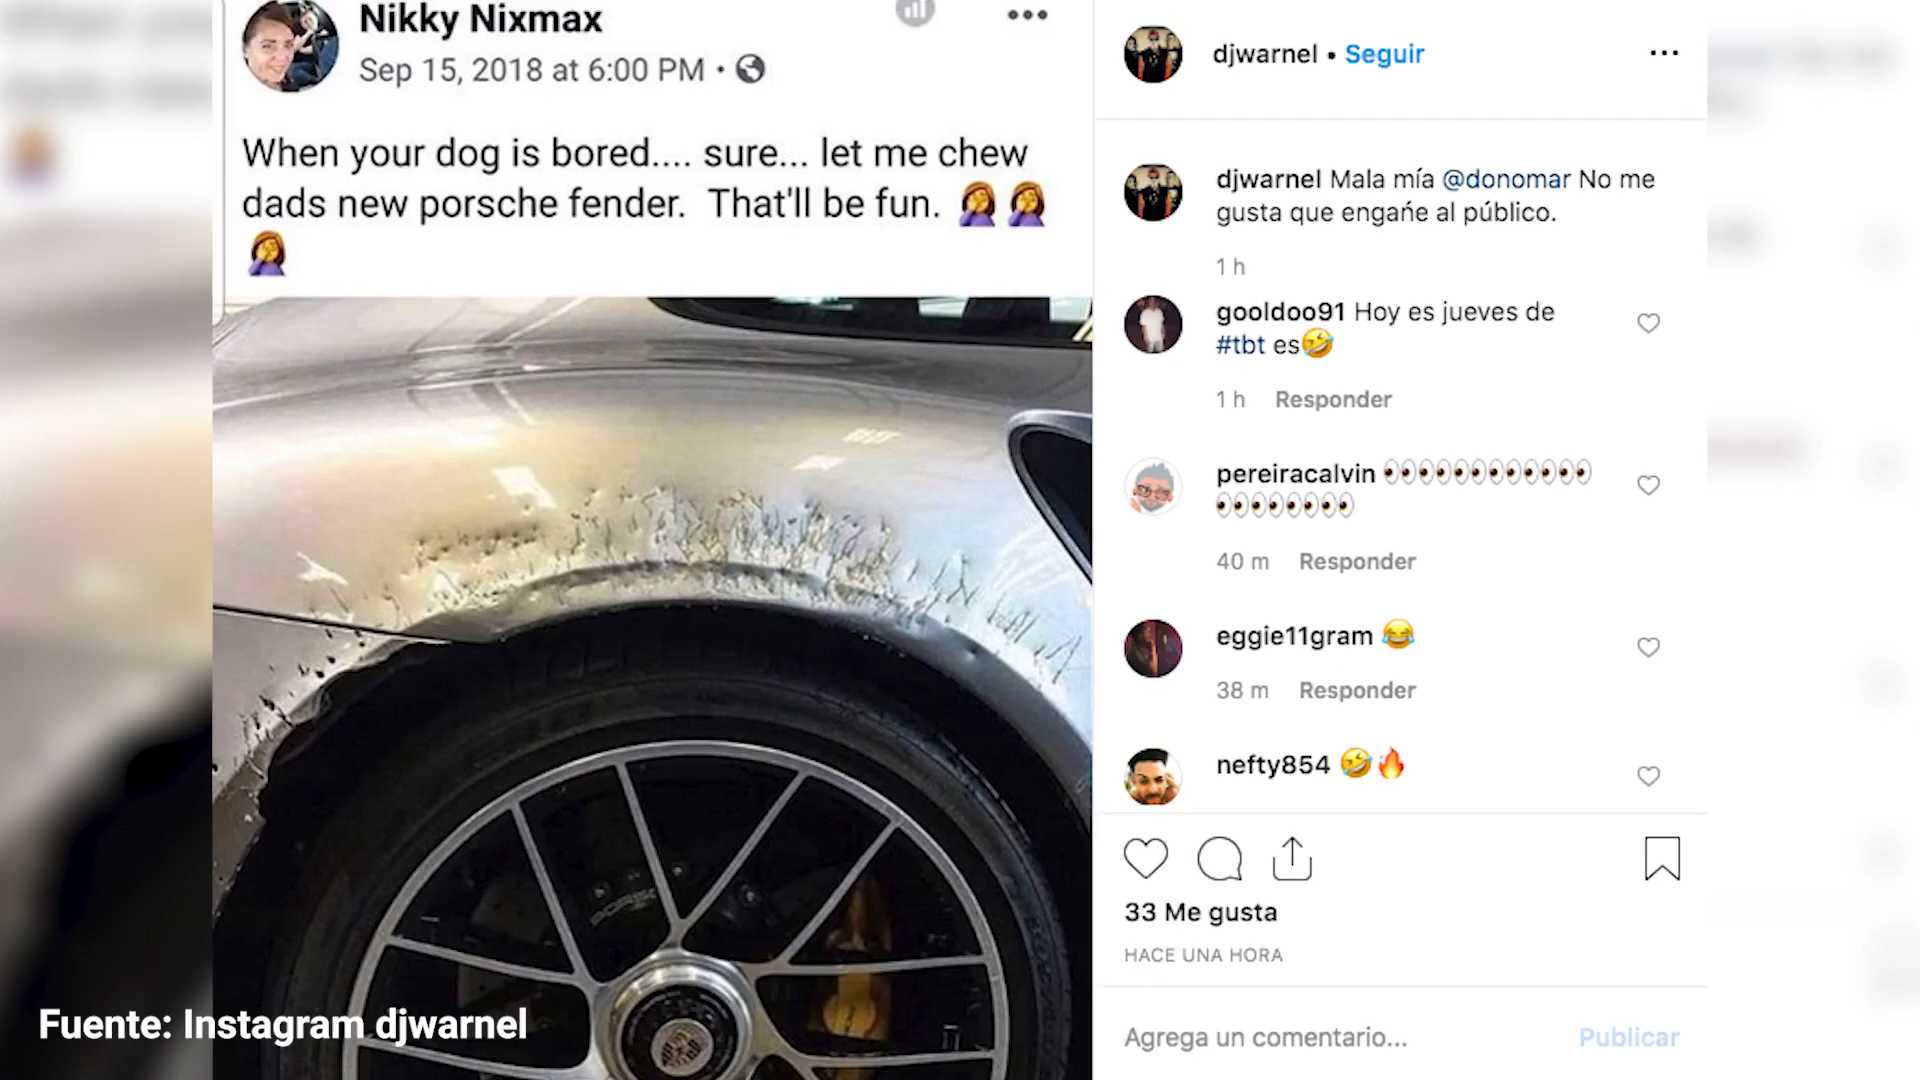 Nikky Nixmax
Sep 15, 2018 at 6:00 PM •
When your dog is bored.... sure... let me chew
dads new porsche fender. That'll be fun. 🤦‍♀️🤦‍♀️
🤦‍♀️
djwarnel • Seguir
djwarnel Mala mía @donomar No me
gusta que engańe al público.
1 h
gooldoo91 Hoy es jueves de
#tbt es🤣
1 h Responder
pereiracalvin 👀👀👀👀👀👀👀👀👀👀👀👀
👀👀👀👀👀👀👀👀
40 m Responder
eggie11gram 😂
38 m Responder
nefty854 🤣🔥
33 Me gusta
HACE UNA HORA
Agrega un comentario... Publicar
Fuente: Instagram djwarnel